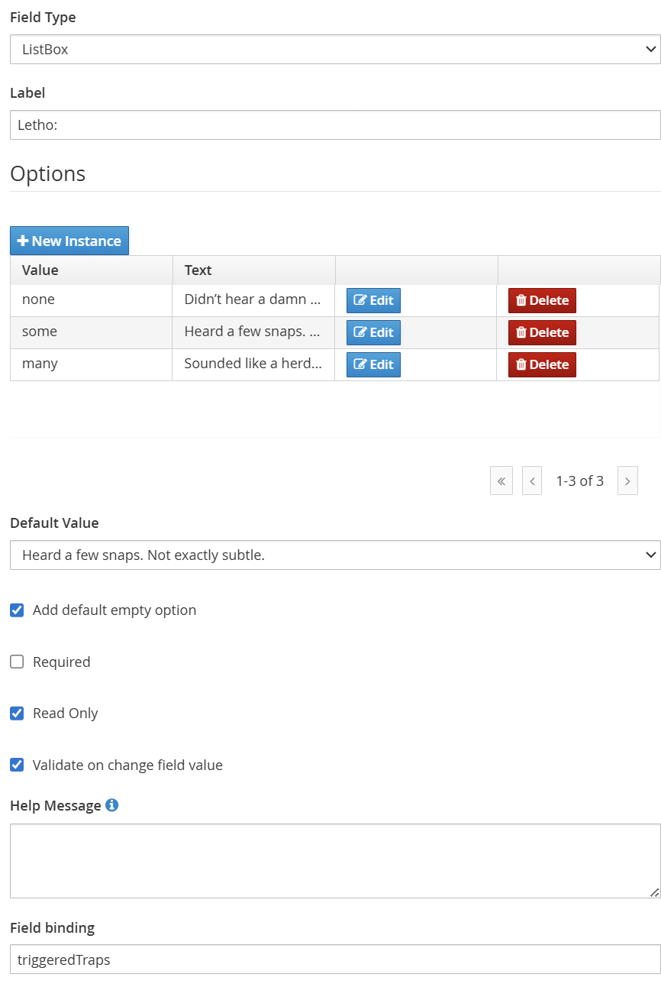 Field Type
ListBox
Label
Letho:
Options
New Instance
Value Text
none Didn’t hear a damn ... Edit Delete
some Heard a few snaps. ... Edit Delete
many Sounded like a herd... Edit Delete
1-3 of 3
Default Value
Heard a few snaps. Not exactly subtle.
Add default empty option
Required
Read Only
Validate on change field value
Help Message
Field binding
triggeredTraps